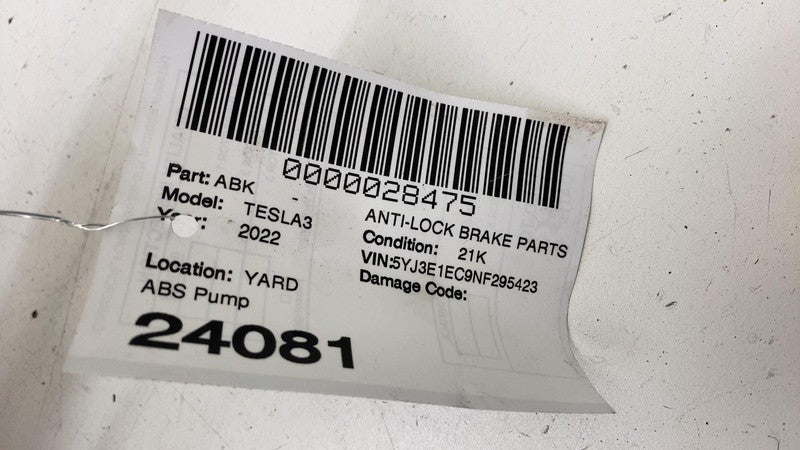 0000028475
Part: ABK -
Model: TESLA3
Year: 2022
ANTI-LOCK BRAKE PARTS
Condition: 21K
VIN:5YJ3E1EC9NF295423
Damage Code:
Location: YARD
ABS Pump
24081